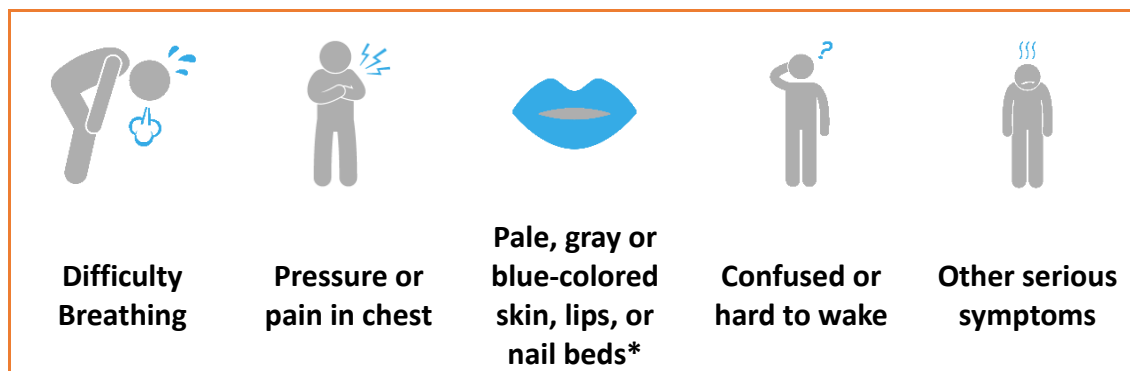 ?
Difficulty
Breathing
Pressure or
pain in chest
Pale, gray or
blue-colored
skin, lips, or
nail beds*
Confused or
hard to wake
Other serious
symptoms